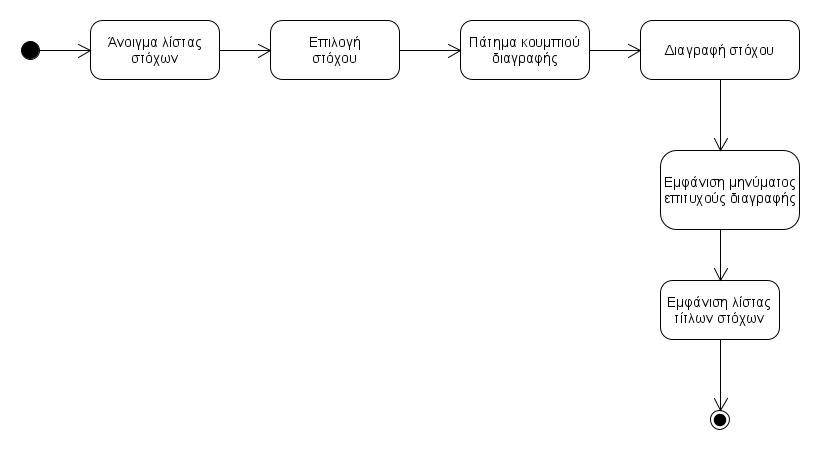 Άνοιγμα λίστας
στόχων
Επιλογή
στόχου
Πάτημα κουμπιού
διαγραφής
Διαγραφή στόχου
Εμφάνιση μηνύματος
επιτυχούς διαγραφής
Εμφάνιση λίστας
τίτλων στόχων